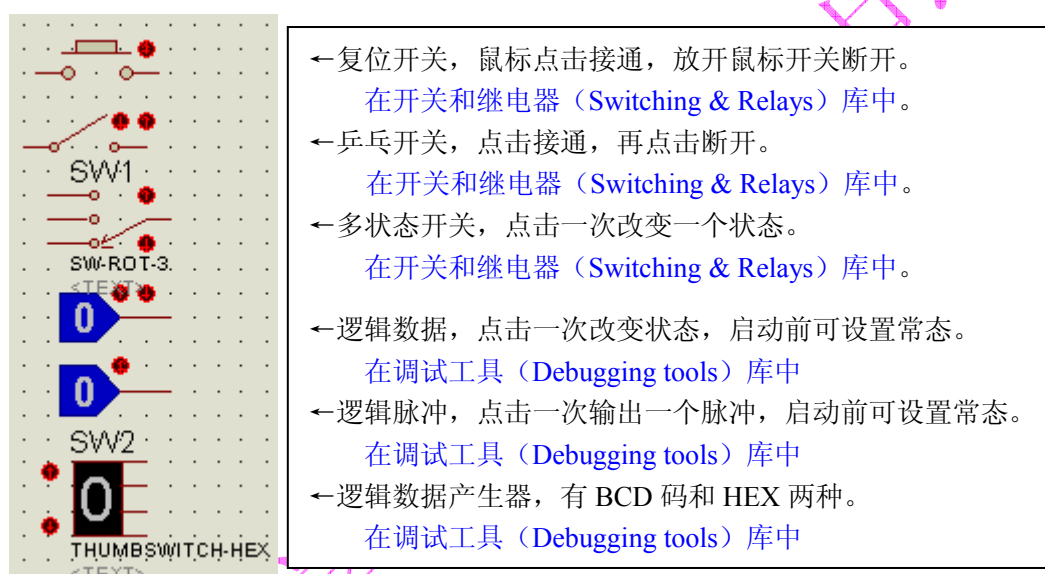 ←复位开关，鼠标点击接通，放开鼠标开关断开。
在开关和继电器（Switching & Relays）库中。
←乒乓开关，点击接通，再点击断开。
在开关和继电器（Switching & Relays）库中。
←多状态开关，点击一次改变一个状态。
在开关和继电器（Switching & Relays）库中。
←逻辑数据，点击一次改变状态，启动前可设置常态。
在调试工具（Debugging tools）库中
←逻辑脉冲，点击一次输出一个脉冲，启动前可设置常态。
在调试工具（Debugging tools）库中
←逻辑数据产生器，有 BCD 码和 HEX 两种。
在调试工具（Debugging tools）库中
SW1
SW-ROT-3
<TEXT>
0
0
SW2
0
THUMBSWITCH-HEX
<TEXT>